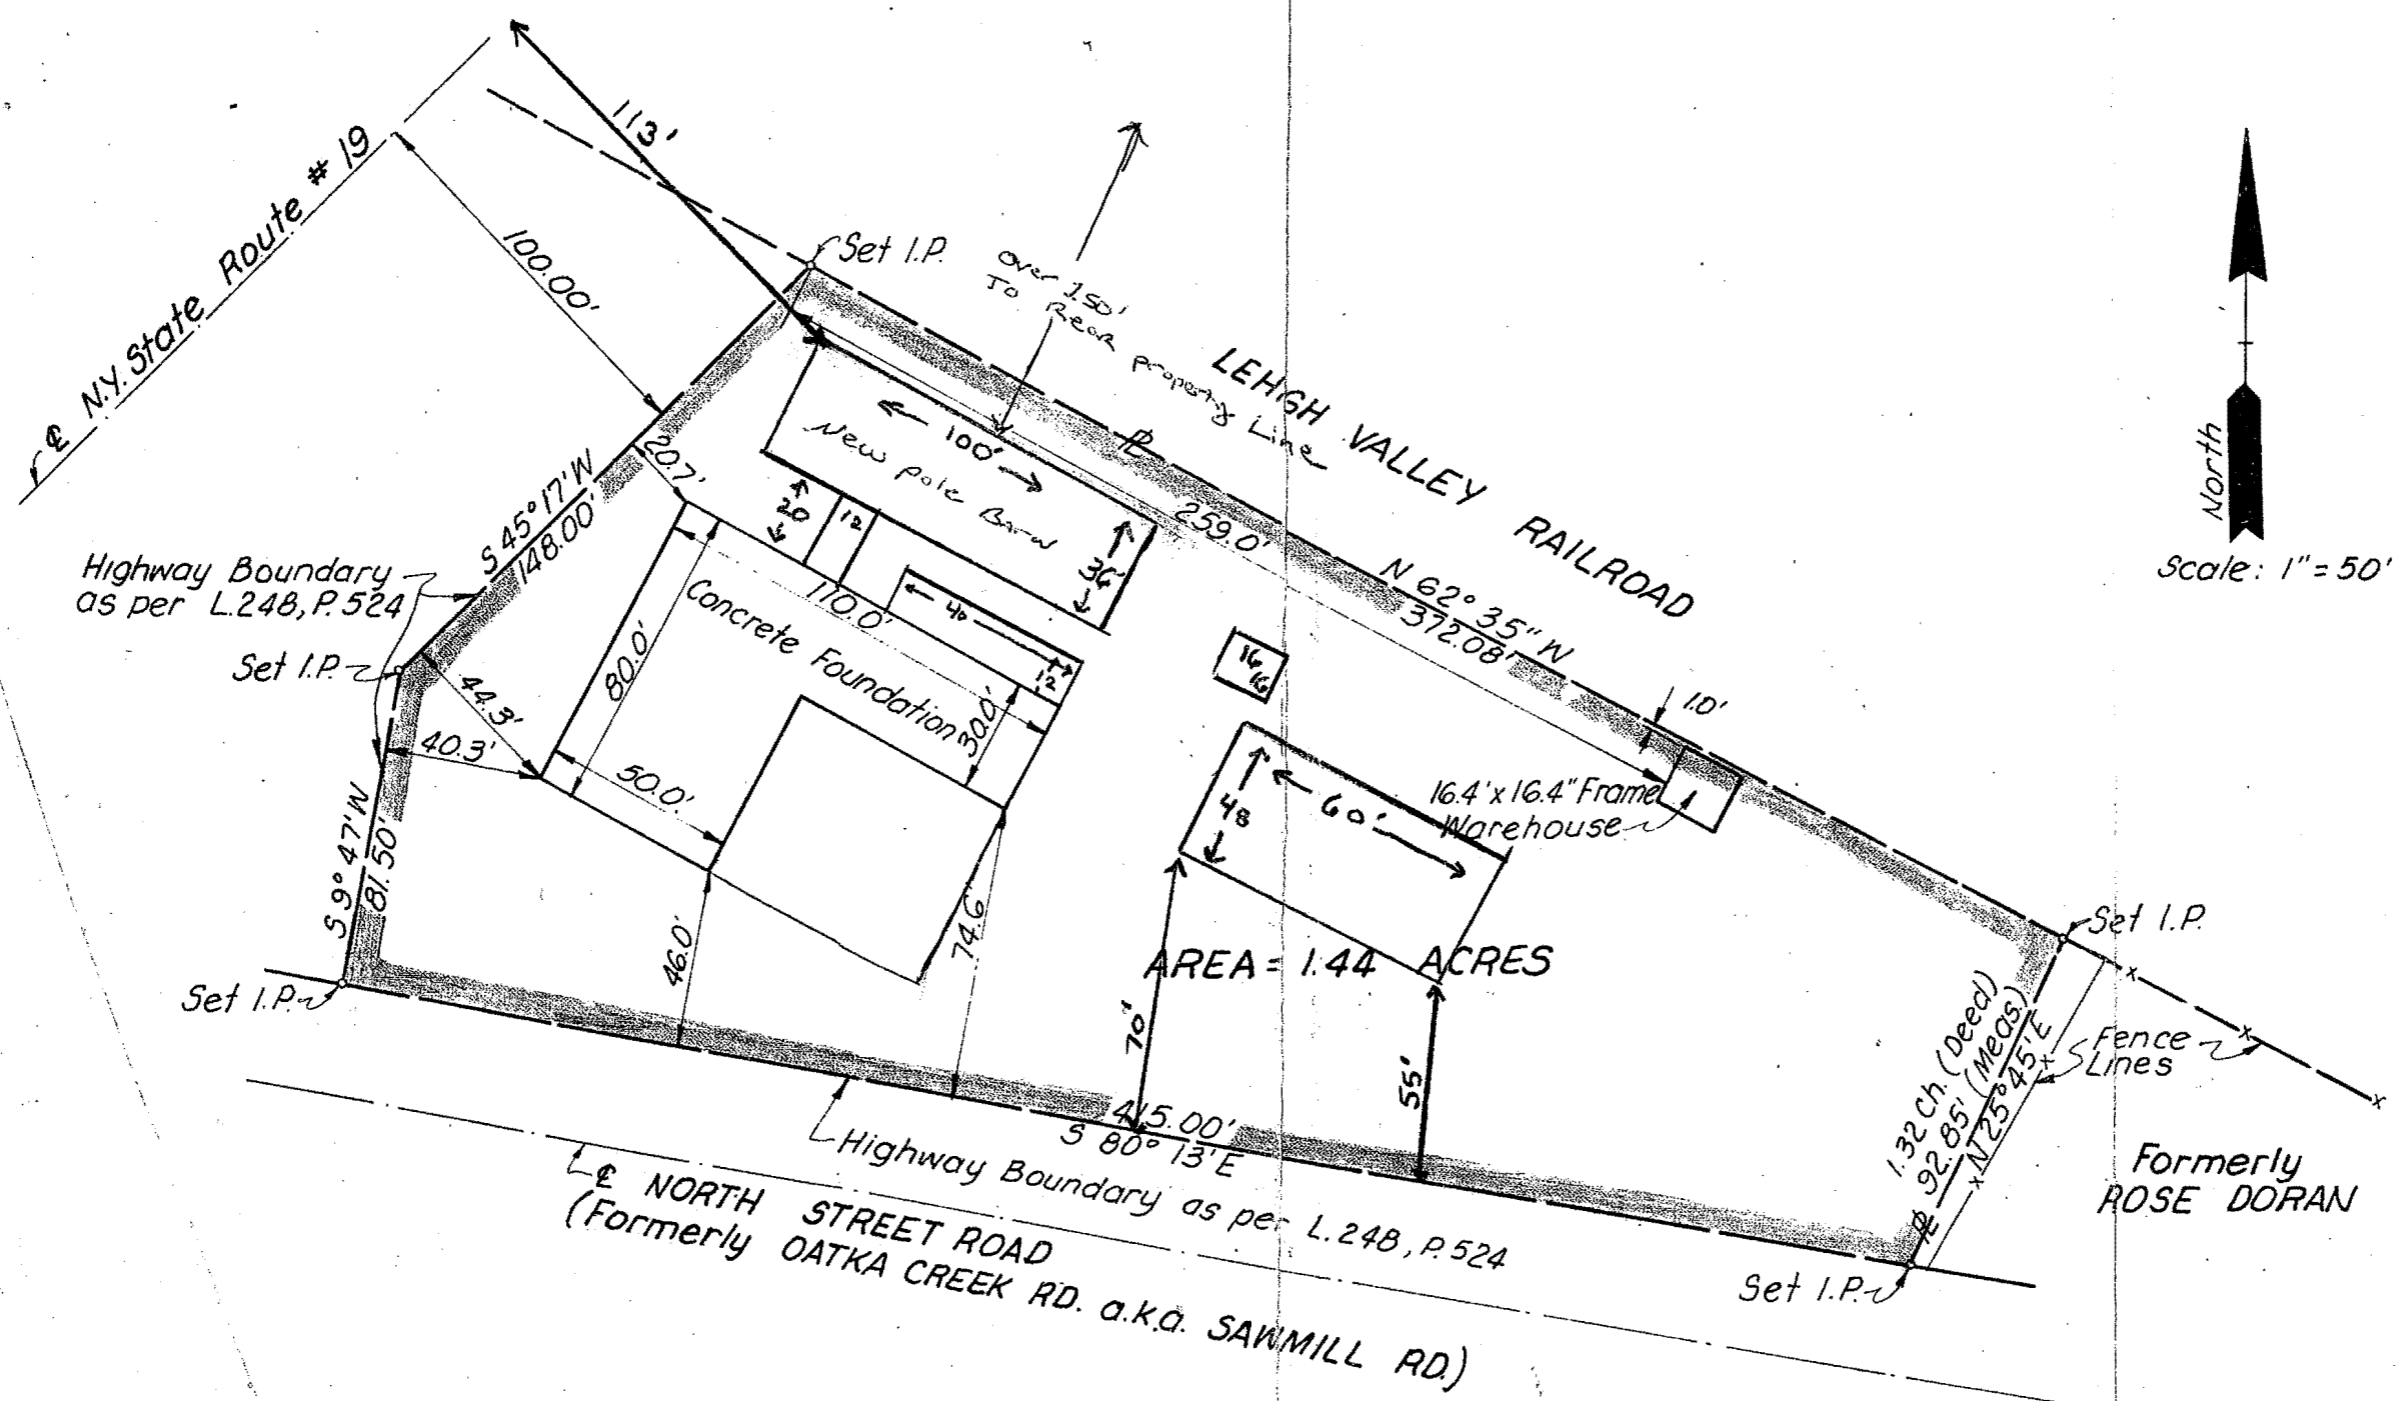 113'
℄ N.Y. State Route # 19
100.00'
Set I.P.
over 150'
To Rear
property Line
LEHIGH VALLEY RAILROAD
℄
North
Scale: 1" = 50'
S 45° 17' W
148.00'
20.7'
← 100' →
New pole Barn
20
12
36'
259.0'
N 62° 35" W
372.08'
Highway Boundary
as per L.248, P.524
Set I.P.
110.0'
← 40 →
12
Concrete Foundation
80.0'
30.0'
44.3'
40.3'
50.0'
16
16
1.0'
16.4' x 16.4" Frame
Warehouse
48
60'
S 9° 47' W
81.50'
46.0'
74.6'
AREA = 1.44 ACRES
70'
55'
Set I.P.
Set I.P.
1.32 Ch. (Deed)
92.85' (Meas.)
N 25° 45' E
Fence
Lines
Formerly
ROSE DORAN
415.00'
S 80° 13' E
Highway Boundary as per L.248, P.524
℄ NORTH STREET ROAD
(Formerly OATKA CREEK RD. a.k.a. SAWMILL RD.)
Set I.P.